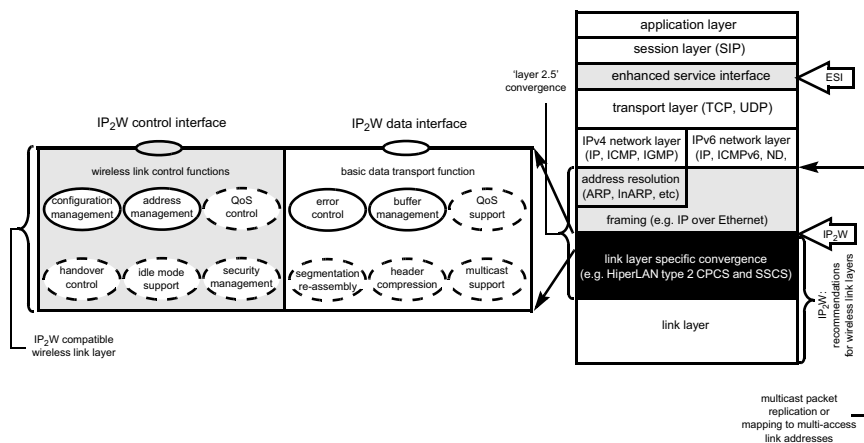 application layer
session layer (SIP)
enhanced service interface
ESI
transport layer (TCP, UDP)
IPv4 network layer
(IP, ICMP, IGMP)
IPv6 network layer
(IP, ICMPv6, ND,
address resolution
(ARP, InARP, etc)
framing (e.g. IP over Ethernet)
IP₂W
link layer specific convergence
(e.g. HiperLAN type 2 CPCS and SSCS)
link layer
IP₂W:
recommendations
for wireless link layers
'layer 2.5'
convergence
IP₂W control interface
IP₂W data interface
wireless link control functions
basic data transport function
configuration
management
address
management
QoS
control
error
control
buffer
management
QoS
support
handover
control
idle mode
support
security
management
segmentation
re-assembly
header
compression
multicast
support
IP₂W compatible
wireless link layer
multicast packet
replication or
mapping to multi-access
link addresses